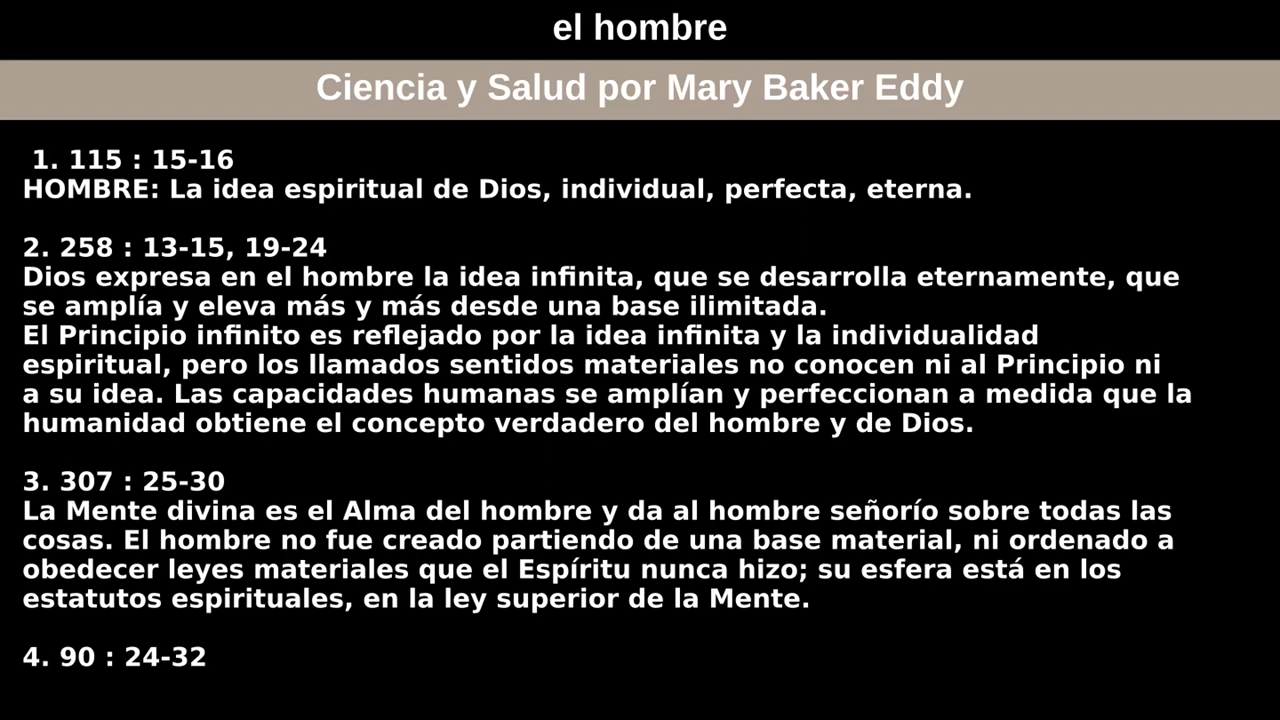 el hombre
Ciencia y Salud por Mary Baker Eddy
1. 115 : 15-16
HOMBRE: La idea espiritual de Dios, individual, perfecta, eterna.
2. 258 : 13-15, 19-24
Dios expresa en el hombre la idea infinita, que se desarrolla eternamente, que
se amplía y eleva más y más desde una base ilimitada.
El Principio infinito es reflejado por la idea infinita y la individualidad
espiritual, pero los llamados sentidos materiales no conocen ni al Principio ni
a su idea. Las capacidades humanas se amplían y perfeccionan a medida que la
humanidad obtiene el concepto verdadero del hombre y de Dios.
3. 307 : 25-30
La Mente divina es el Alma del hombre y da al hombre señorío sobre todas las
cosas. El hombre no fue creado partiendo de una base material, ni ordenado a
obedecer leyes materiales que el Espíritu nunca hizo; su esfera está en los
estatutos espirituales, en la ley superior de la Mente.
4. 90 : 24-32